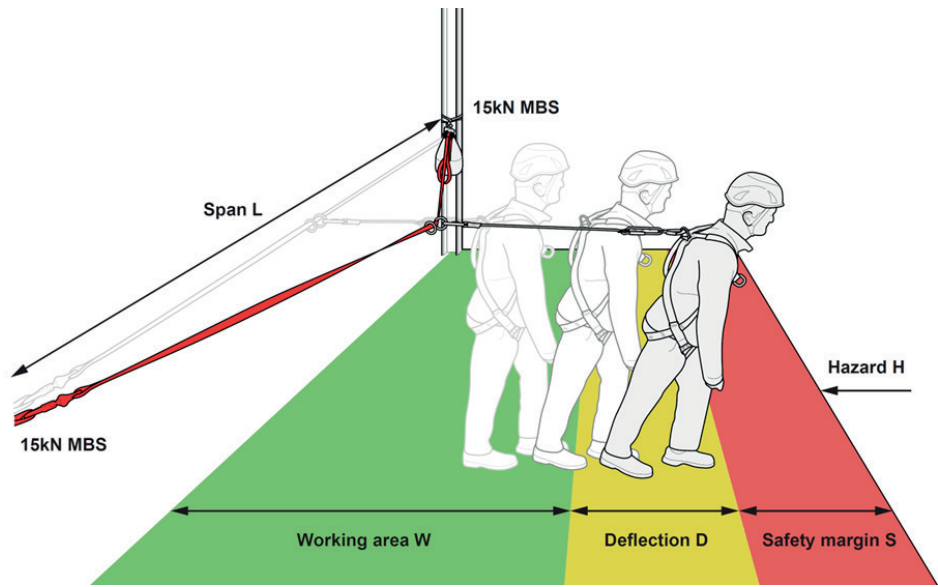 15kN MBS
Span L
Hazard H
15kN MBS
Working area W
Deflection D
Safety margin S